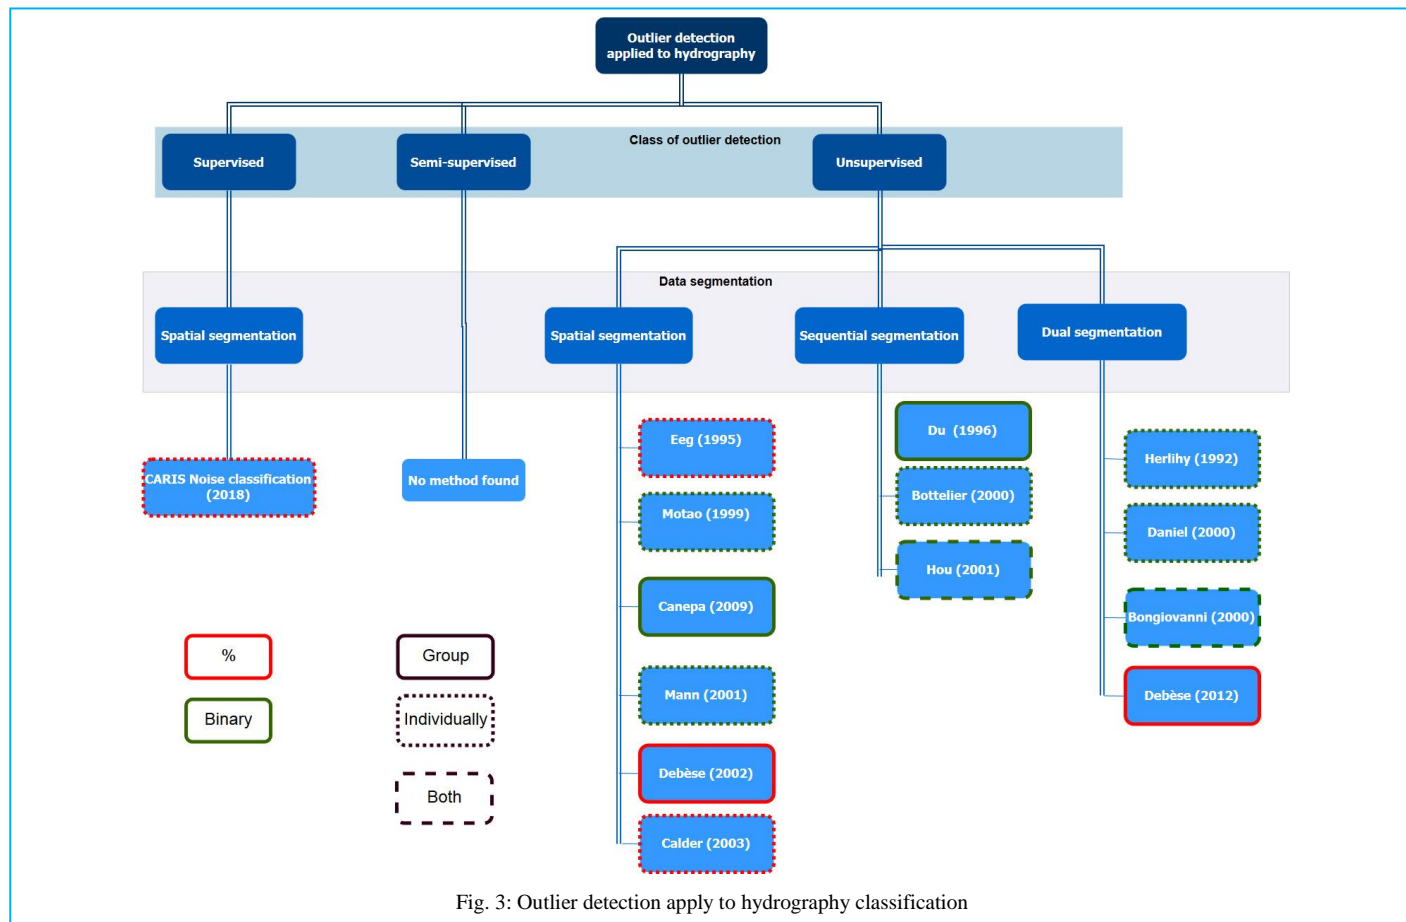 Outlier detection
applied to hydrography
Class of outlier detection
Supervised
Semi-supervised
Unsupervised
Data segmentation
Spatial segmentation
Spatial segmentation
Sequential segmentation
Dual segmentation
CARIS Noise classification
(2018)
No method found
Eeg (1995)
Motao (1999)
Canepa (2009)
Mann (2001)
Debèse (2002)
Calder (2003)
Du (1996)
Bottelier (2000)
Hou (2001)
Herlihy (1992)
Daniel (2000)
Bongiovanni (2000)
Debèse (2012)
%
Binary
Group
Individually
Both
Fig. 3: Outlier detection apply to hydrography classification